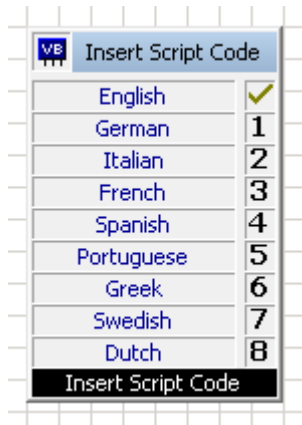 VB Insert Script Code
English ✓
German 1
Italian 2
French 3
Spanish 4
Portuguese 5
Greek 6
Swedish 7
Dutch 8
Insert Script Code